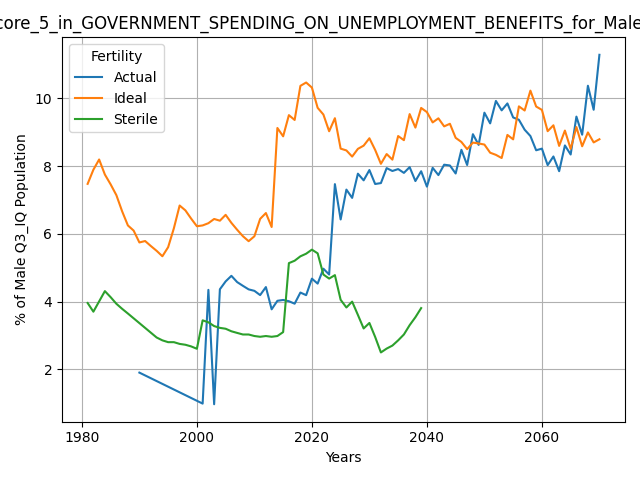 core_5_in_GOVERNMENT_SPENDING_ON_UNEMPLOYMENT_BENEFITS_for_Male
Fertility
Actual
Ideal
Sterile
% of Male Q3_IQ Population
10
8
6
4
2
1980 2000 2020 2040 2060
Years